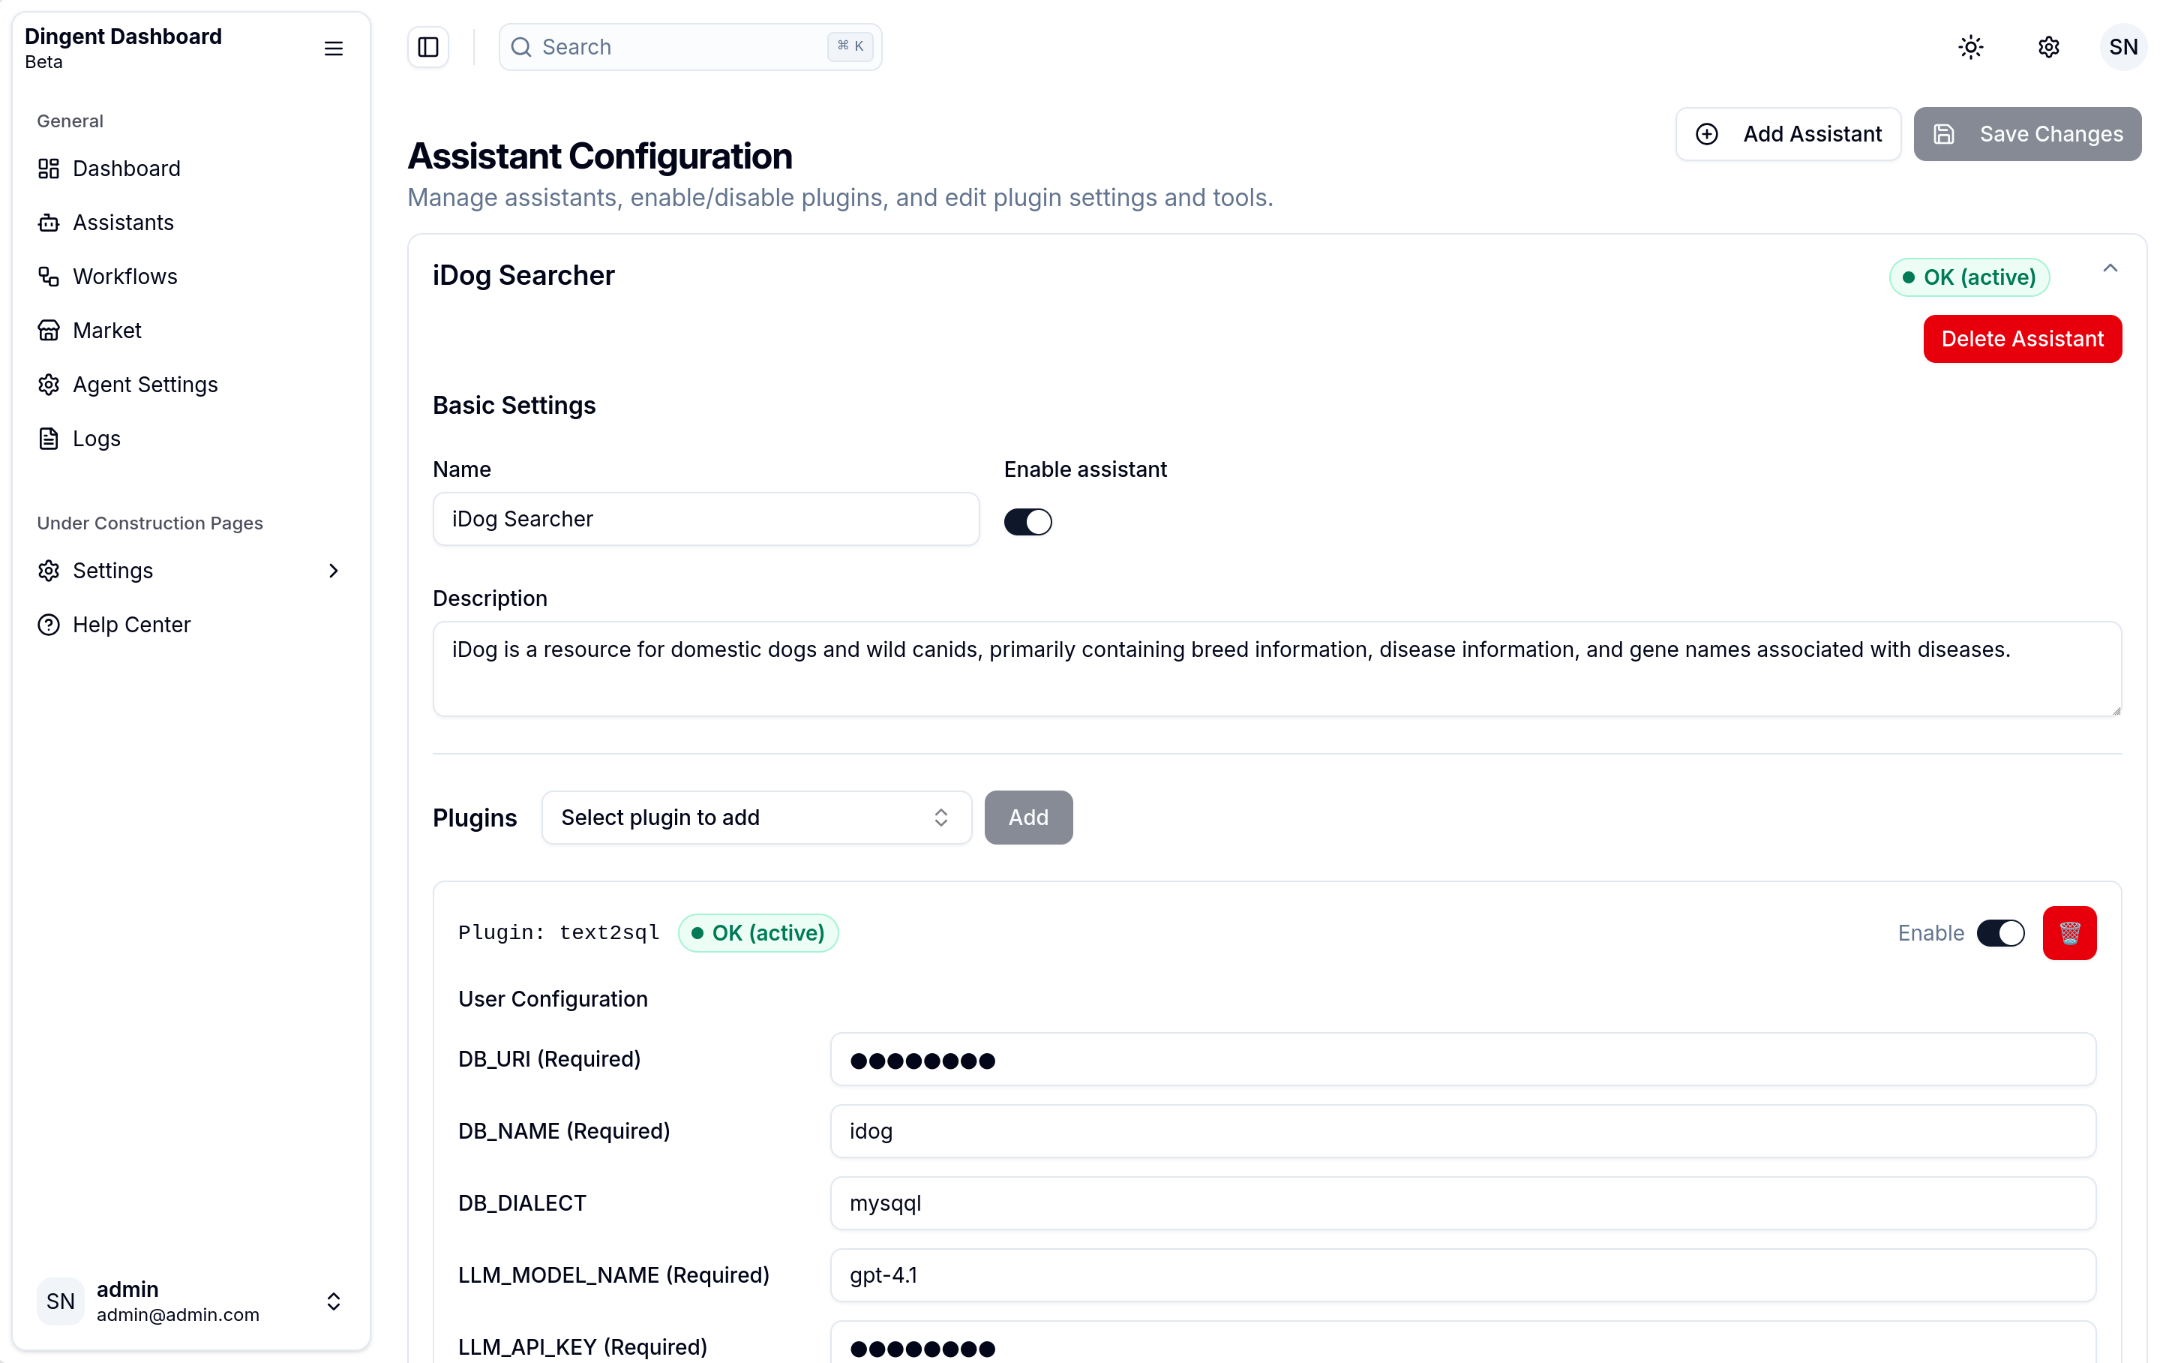 Dingent Dashboard
Beta
General
Dashboard
Assistants
Workflows
Market
Agent Settings
Logs
Under Construction Pages
Settings
Help Center
SN
admin
admin@admin.com
Search
⌘ K
SN
Add Assistant
Save Changes
Assistant Configuration
Manage assistants, enable/disable plugins, and edit plugin settings and tools.
iDog Searcher
OK (active)
Delete Assistant
Basic Settings
Name
Enable assistant
iDog Searcher
Description
iDog is a resource for domestic dogs and wild canids, primarily containing breed information, disease information, and gene names associated with diseases.
Plugins
Select plugin to add
Add
Plugin: text2sql
OK (active)
Enable
User Configuration
DB_URI (Required)
●●●●●●●●
DB_NAME (Required)
idog
DB_DIALECT
mysqql
LLM_MODEL_NAME (Required)
gpt-4.1
LLM_API_KEY (Required)
●●●●●●●●